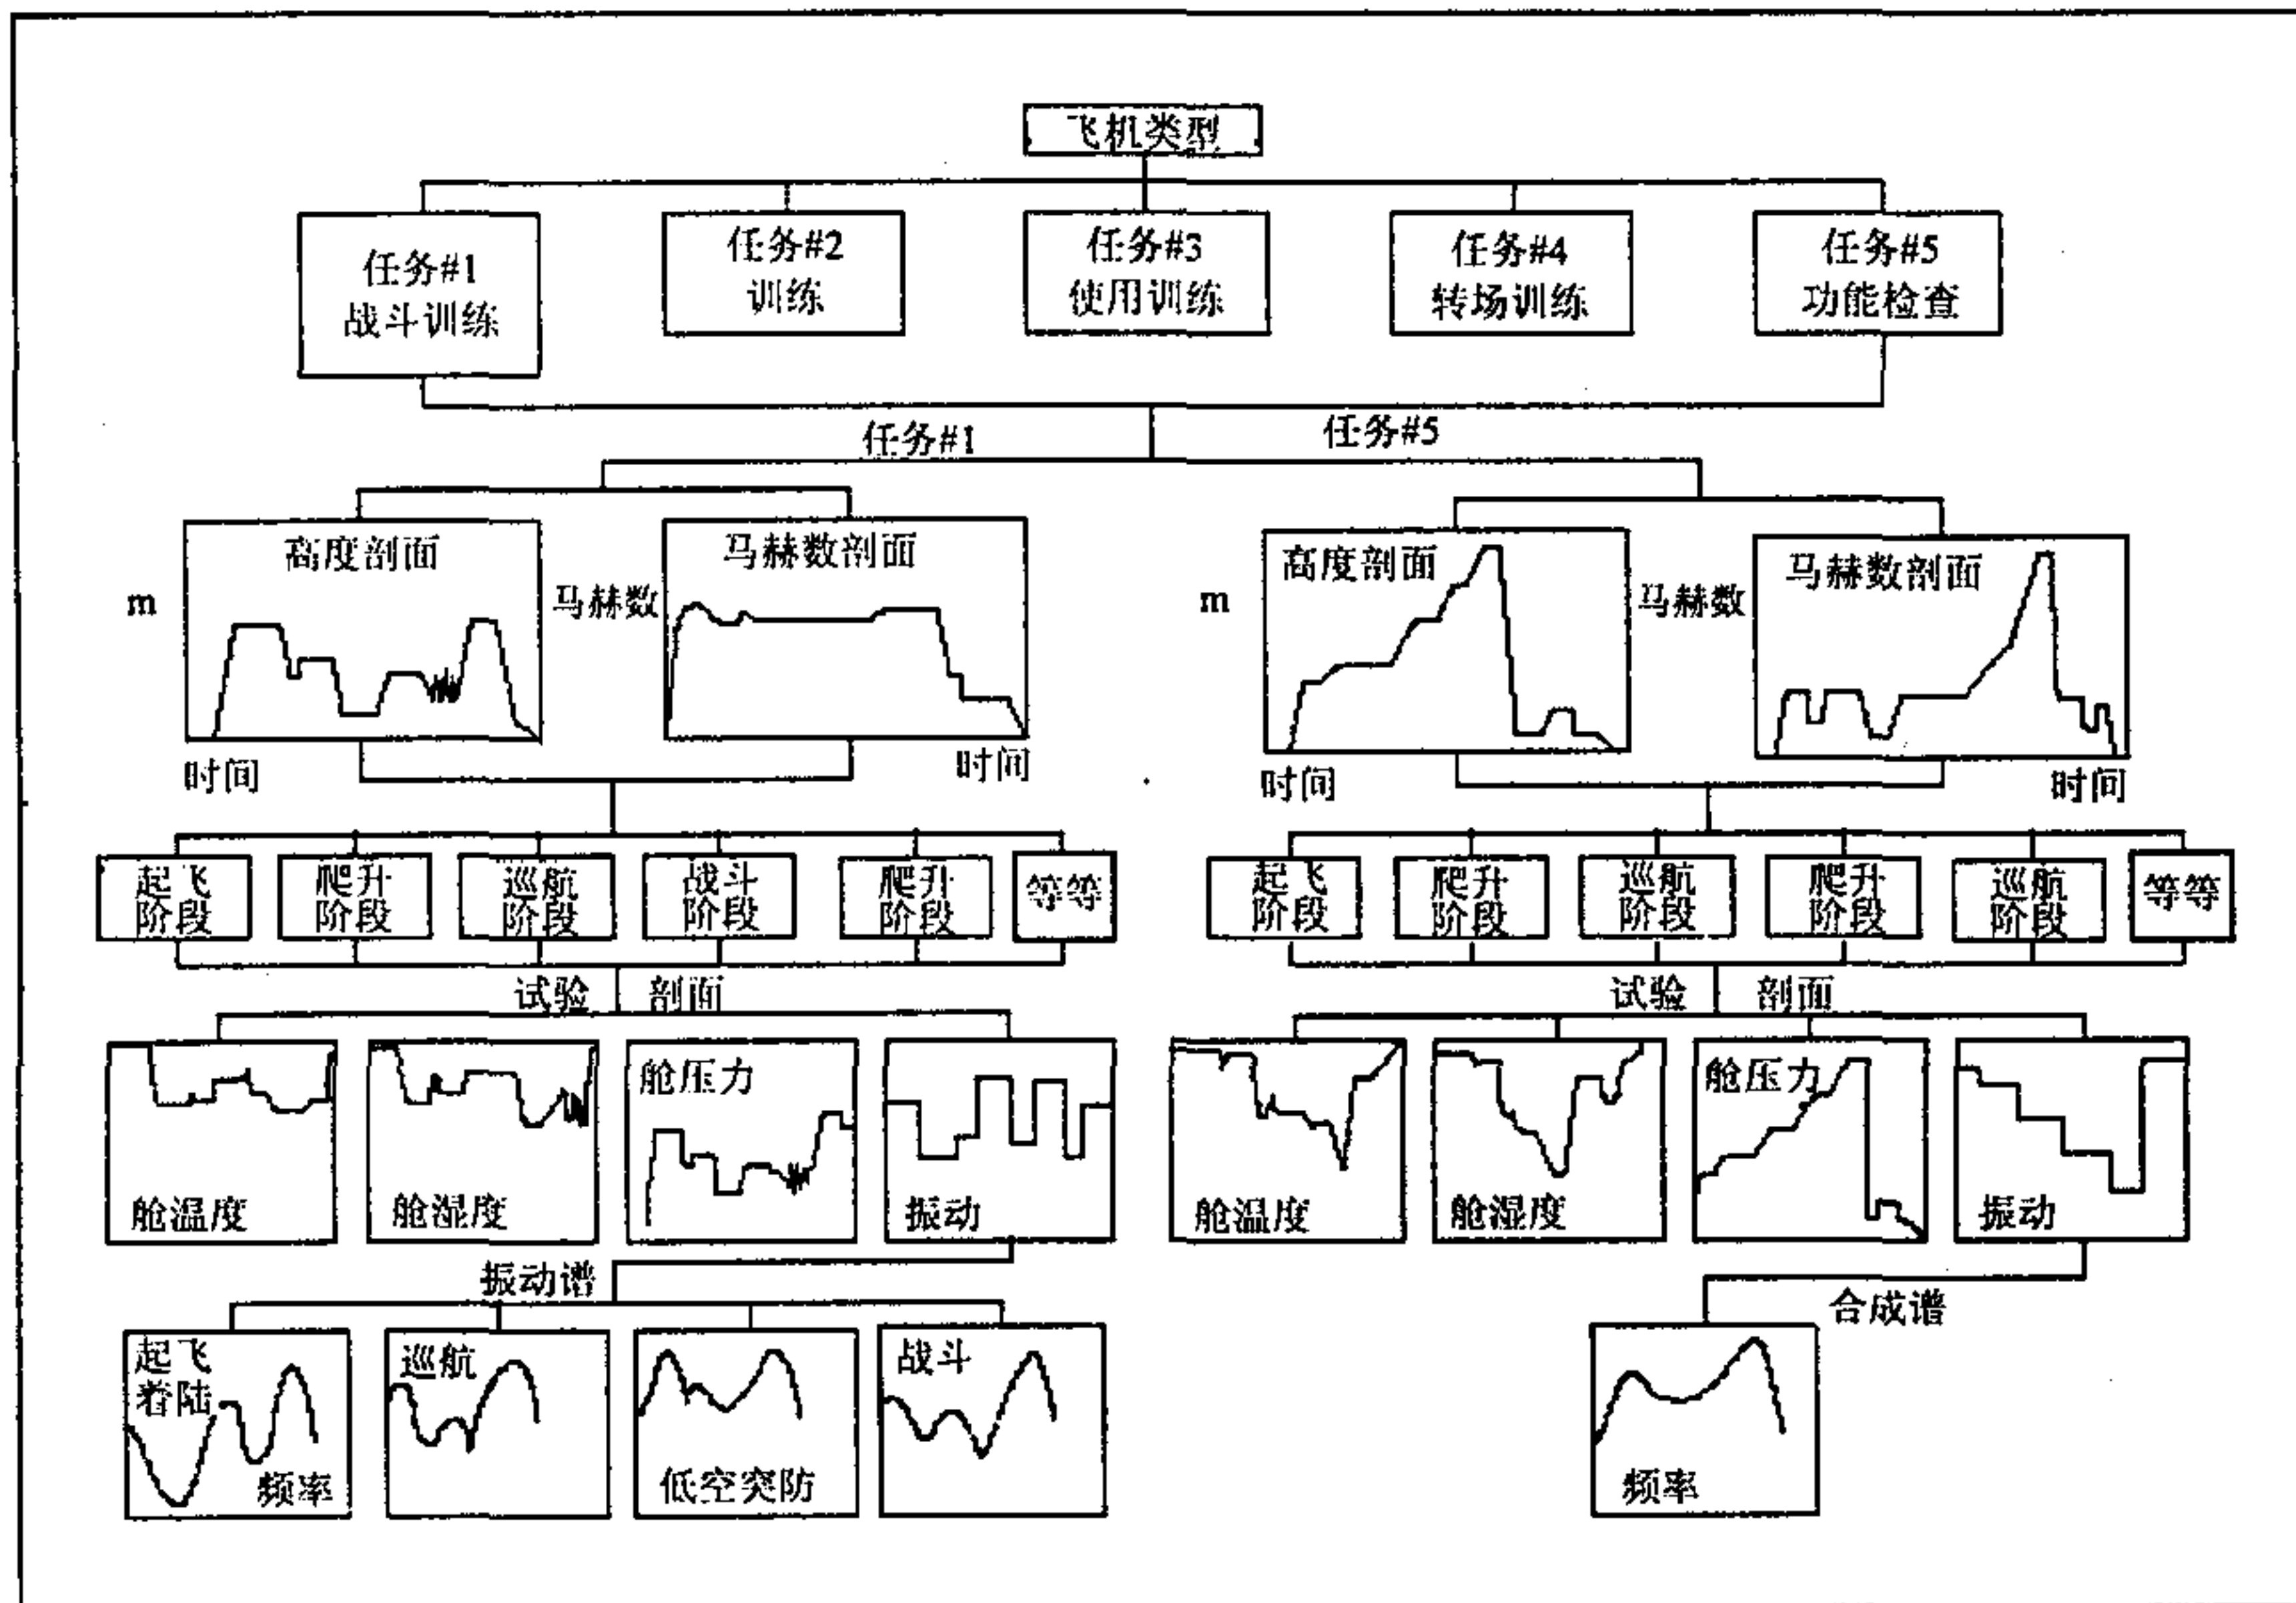 飞机类型
任务#1
战斗训练
任务#2
训练
任务#3
使用训练
任务#4
转场训练
任务#5
功能检查
任务#1
任务#5
高度剖面
m
时间
马赫数剖面
马赫数
时间
高度剖面
m
时间
马赫数剖面
马赫数
时间
起飞
阶段
爬升
阶段
巡航
阶段
战斗
阶段
爬升
阶段
等等
起飞
阶段
爬升
阶段
巡航
阶段
爬升
阶段
巡航
阶段
等等
试验 剖面
试验 剖面
舱温度
舱湿度
舱压力
振动
舱温度
舱湿度
舱压力
振动
振动谱
合成谱
起飞
着陆
频率
巡航
低空突防
战斗
频率